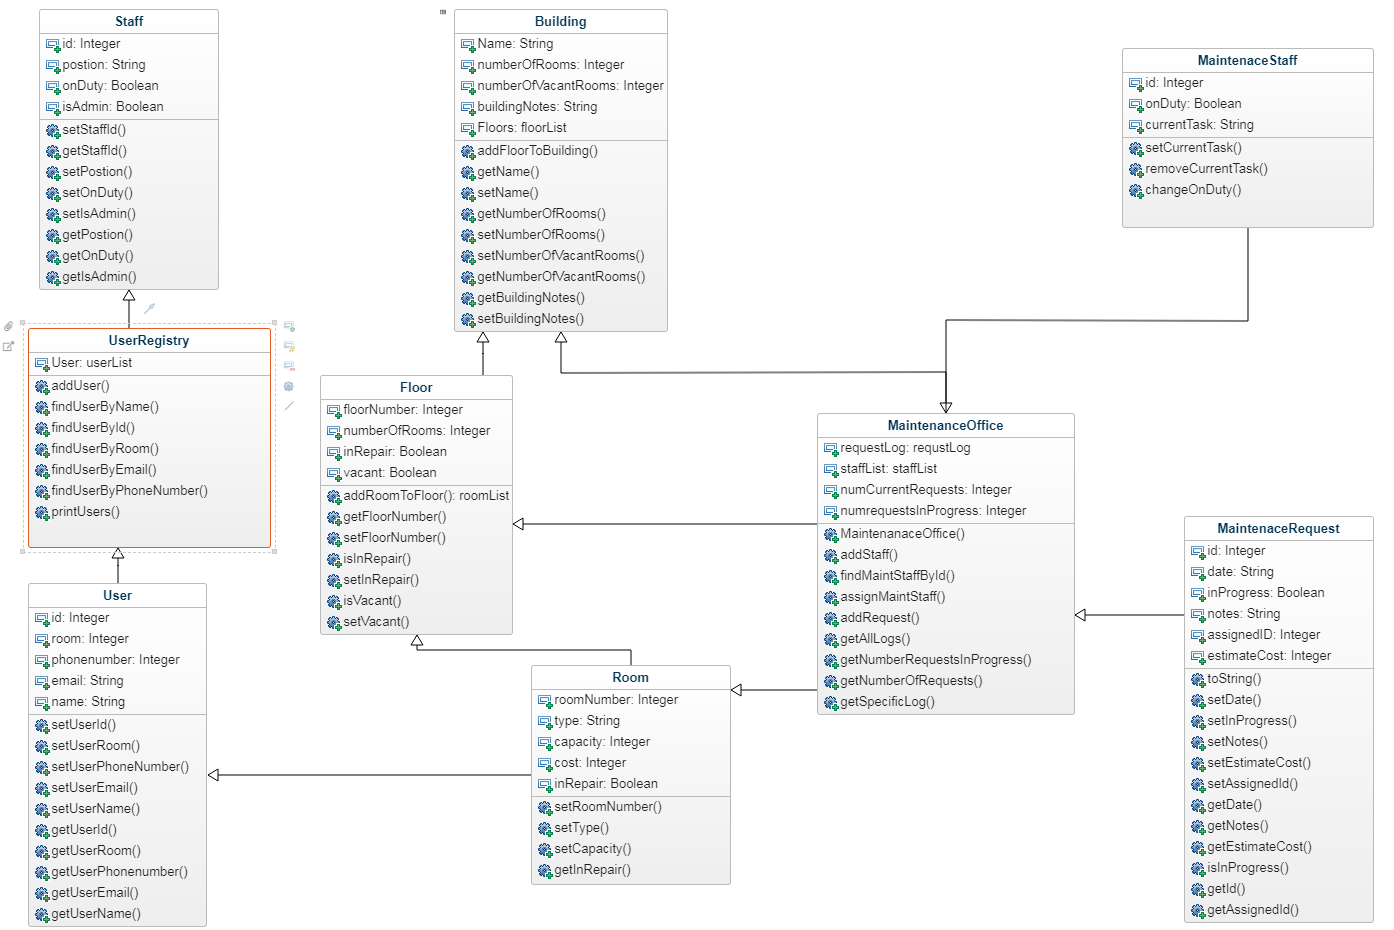 Staff
id: Integer
postion: String
onDuty: Boolean
isAdmin: Boolean
setStaffId()
getStaffId()
setPostion()
setOnDuty()
setIsAdmin()
getPostion()
getOnDuty()
getIsAdmin()
UserRegistry
User: userList
addUser()
findUserByName()
findUserById()
findUserByRoom()
findUserByEmail()
findUserByPhoneNumber()
printUsers()
User
id: Integer
room: Integer
phonenumber: Integer
email: String
name: String
setUserId()
setUserRoom()
setUserPhoneNumber()
setUserEmail()
setUserName()
getUserId()
getUserRoom()
getUserPhonenumber()
getUserEmail()
getUserName()
Building
Name: String
numberOfRooms: Integer
numberOfVacantRooms: Integer
buildingNotes: String
Floors: floorList
addFloorToBuilding()
getName()
setName()
getNumberOfRooms()
setNumberOfRooms()
setNumberOfVacantRooms()
getNumberOfVacantRooms()
getBuildingNotes()
setBuildingNotes()
Floor
floorNumber: Integer
numberOfRooms: Integer
inRepair: Boolean
vacant: Boolean
addRoomToFloor(): roomList
getFloorNumber()
setFloorNumber()
isInRepair()
setInRepair()
isVacant()
setVacant()
Room
roomNumber: Integer
type: String
capacity: Integer
cost: Integer
inRepair: Boolean
setRoomNumber()
setType()
setCapacity()
getInRepair()
MaintenaceStaff
id: Integer
onDuty: Boolean
currentTask: String
setCurrentTask()
removeCurrentTask()
changeOnDuty()
MaintenanceOffice
requestLog: requstLog
staffList: staffList
numCurrentRequests: Integer
numrequestsInProgress: Integer
MaintenanaceOffice()
addStaff()
findMaintStaffById()
assignMaintStaff()
addRequest()
getAllLogs()
getNumberRequestsInProgress()
getNumberOfRequests()
getSpecificLog()
MaintenaceRequest
id: Integer
date: String
inProgress: Boolean
notes: String
assignedID: Integer
estimateCost: Integer
toString()
setDate()
setInProgress()
setNotes()
setEstimateCost()
setAssignedId()
getDate()
getNotes()
getEstimateCost()
isInProgress()
getId()
getAssignedId()